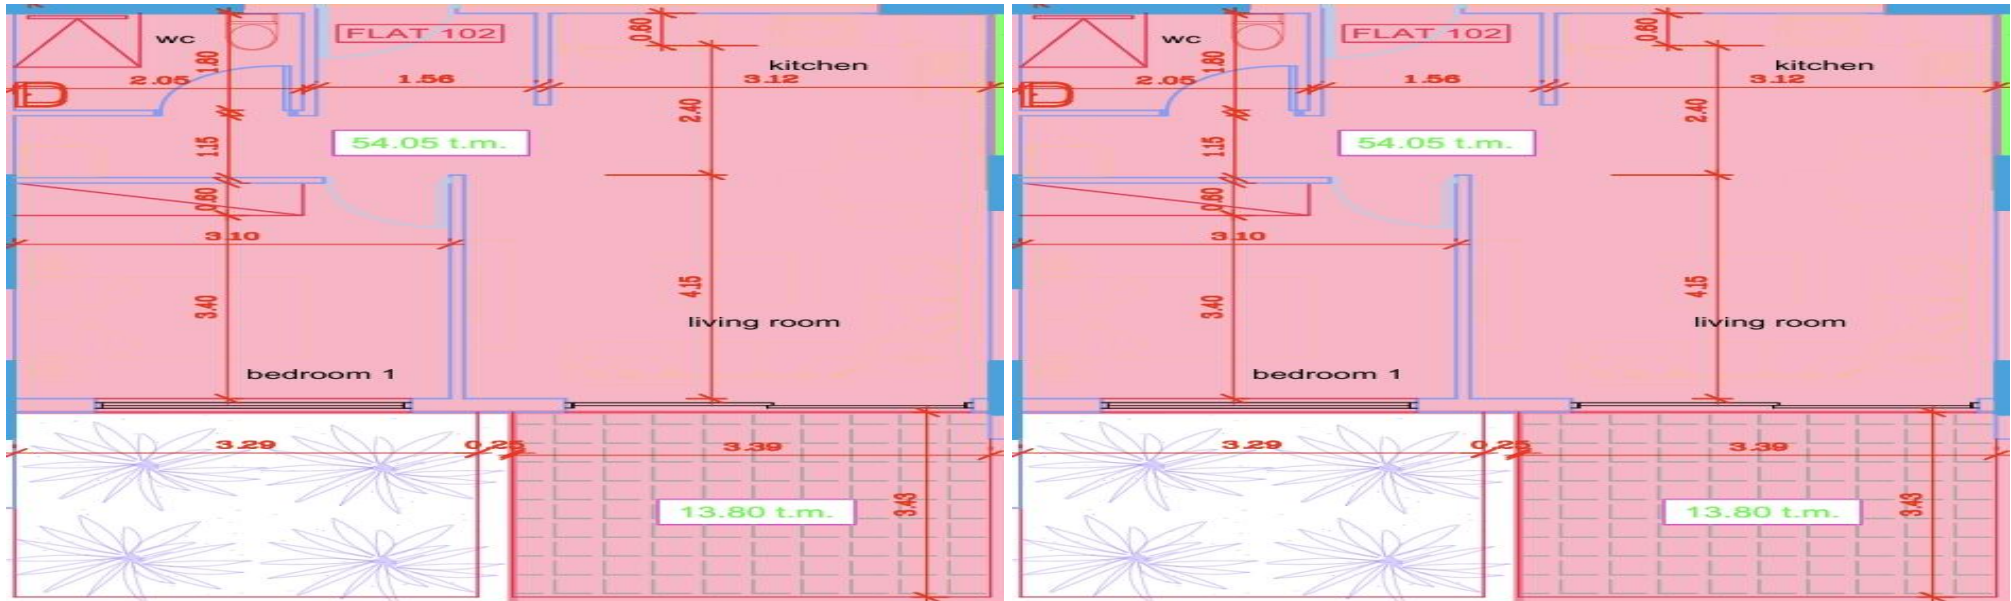 FLAT 102
wc
0.80
1.80
kitchen
2.05
1.56
3.12
2.40
54.05 t.m.
1.15
0.60
3.10
4.15
3.40
living room
bedroom 1
3.29
0.25
3.39
3.43
13.80 t.m.
FLAT 102
wc
0.80
1.80
kitchen
2.05
1.56
3.12
2.40
54.05 t.m.
1.15
0.60
3.10
4.15
3.40
living room
bedroom 1
3.29
0.25
3.39
3.43
13.80 t.m.